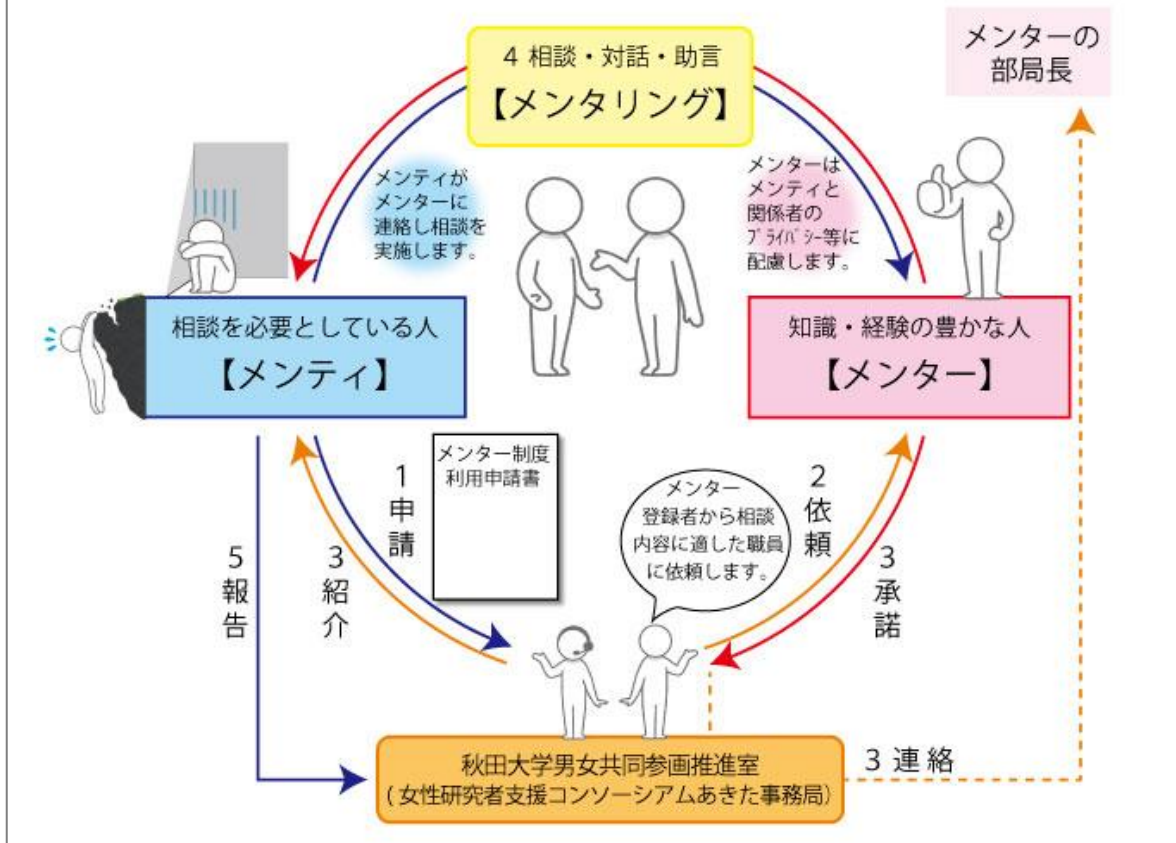 4 相談・対話・助言
【メンタリング】
メンターの
部局長
メンティが
メンターに
連絡し相談を
実施します。
メンターは
メンティと
関係者の
ﾌﾟﾗｲﾊﾞｼｰ等に
配慮します。
相談を必要としている人
【メンティ】
知識・経験の豊かな人
【メンター】
メンター制度
利用申請書
1申請
3紹介
5報告
メンター
登録者から相談
内容に適した職員
に依頼します。
2依頼
3承諾
秋田大学男女共同参画推進室
(女性研究者支援コンソーシアムあきた事務局)
3 連絡